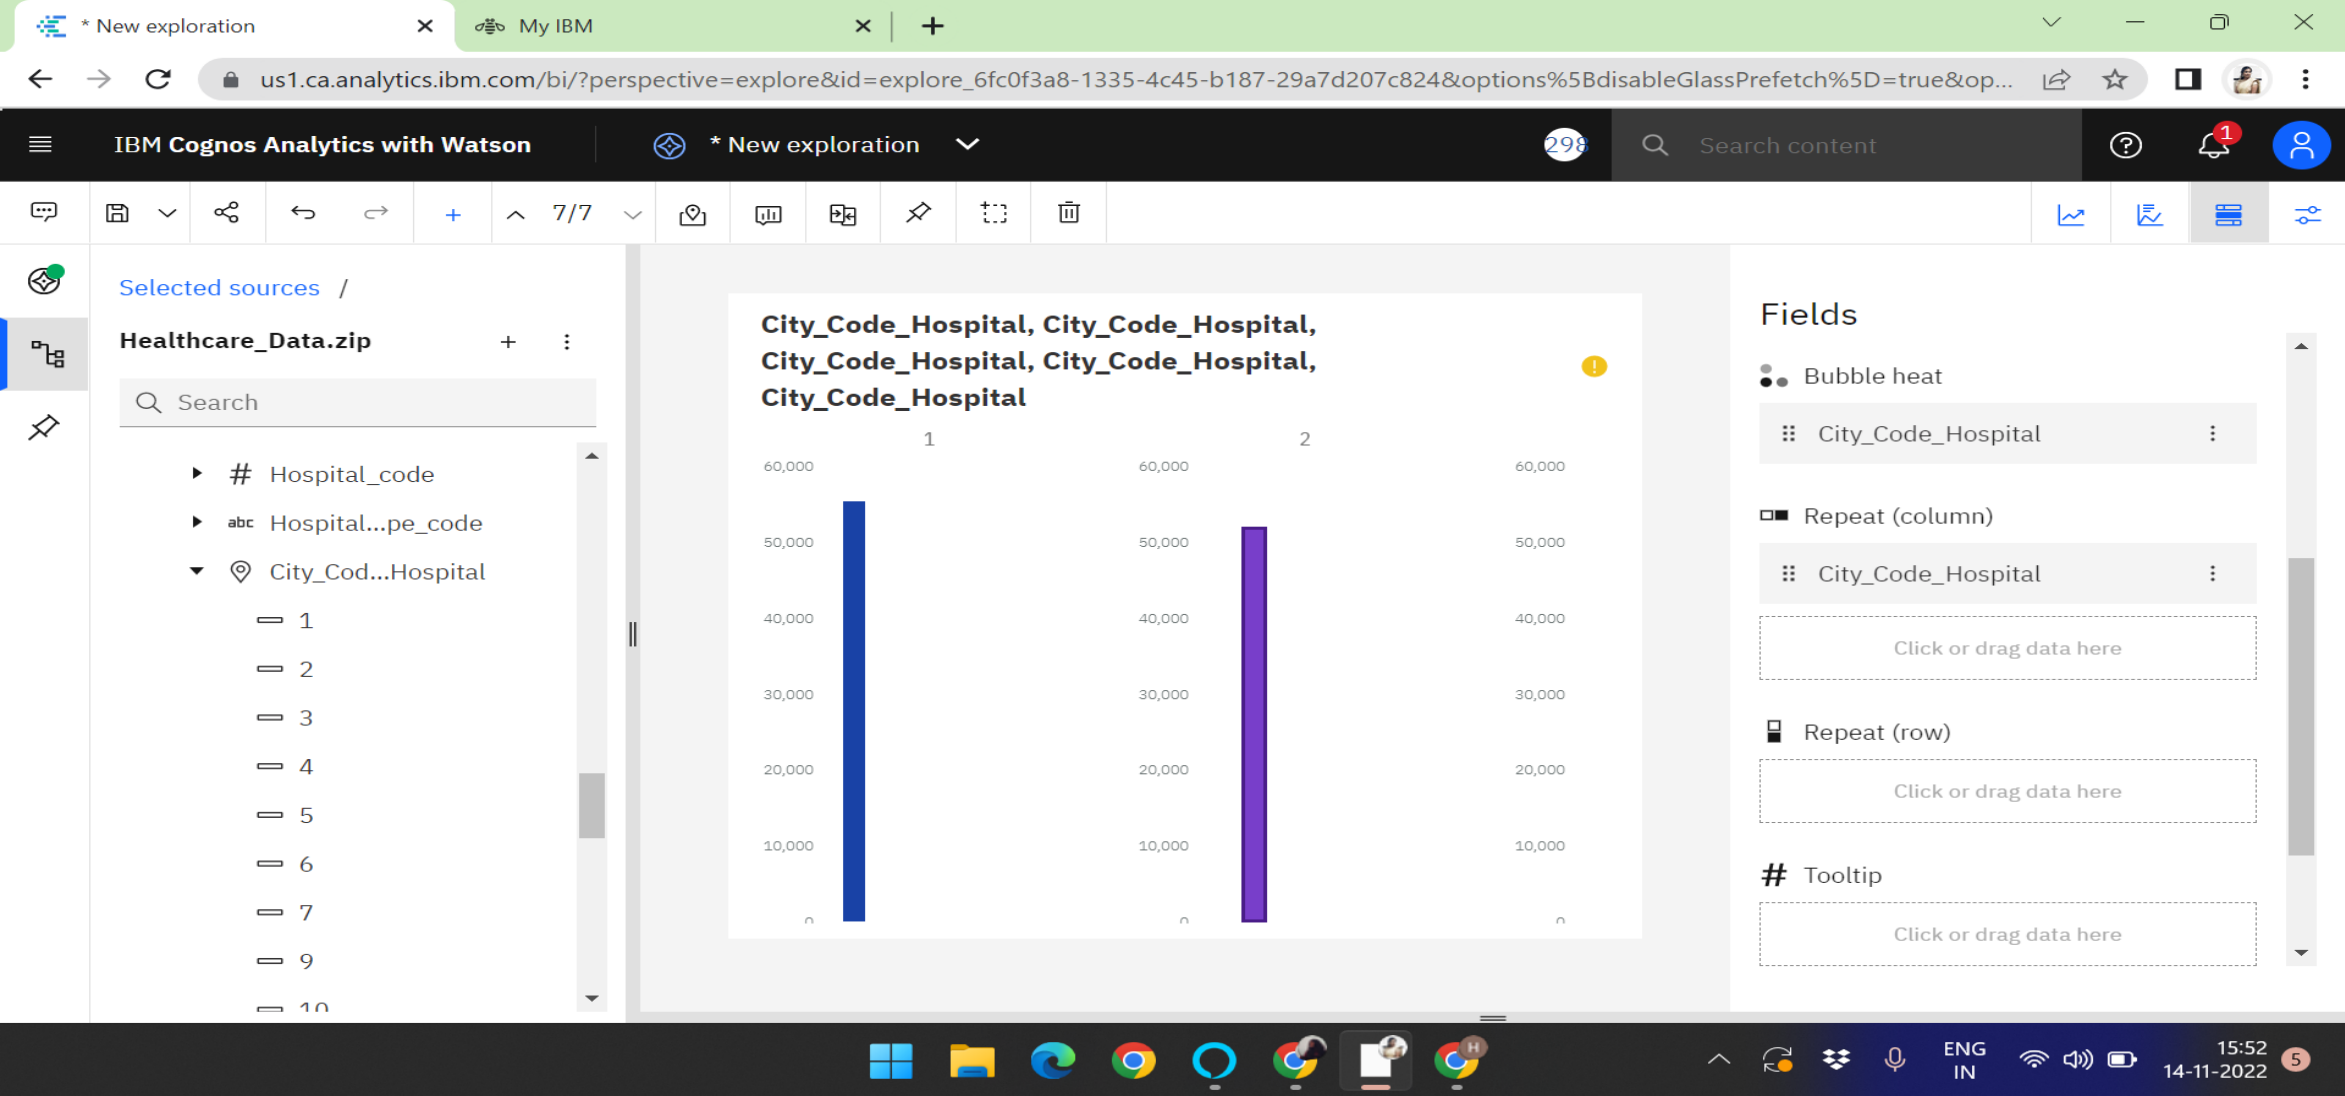 * New exploration
My IBM
us1.ca.analytics.ibm.com/bi/?perspective=explore&id=explore_6fc0f3a8-1335-4c45-b187-29a7d207c824&options%5BdisableGlassPrefetch%5D=true&op...
IBM Cognos Analytics with Watson
* New exploration
298
Search content
1
7/7
Selected sources /
Healthcare_Data.zip
Search
# Hospital_code
abc Hospital...pe_code
City_Cod...Hospital
1
2
3
4
5
6
7
9
10
City_Code_Hospital, City_Code_Hospital,
City_Code_Hospital, City_Code_Hospital,
City_Code_Hospital
!
1 2
60,000 60,000 60,000
50,000 50,000 50,000
40,000 40,000 40,000
30,000 30,000 30,000
20,000 20,000 20,000
10,000 10,000 10,000
0 0 0
Fields
Bubble heat
City_Code_Hospital
Repeat (column)
City_Code_Hospital
Click or drag data here
Repeat (row)
Click or drag data here
# Tooltip
Click or drag data here
H
ENG
IN
15:52
14-11-2022
5